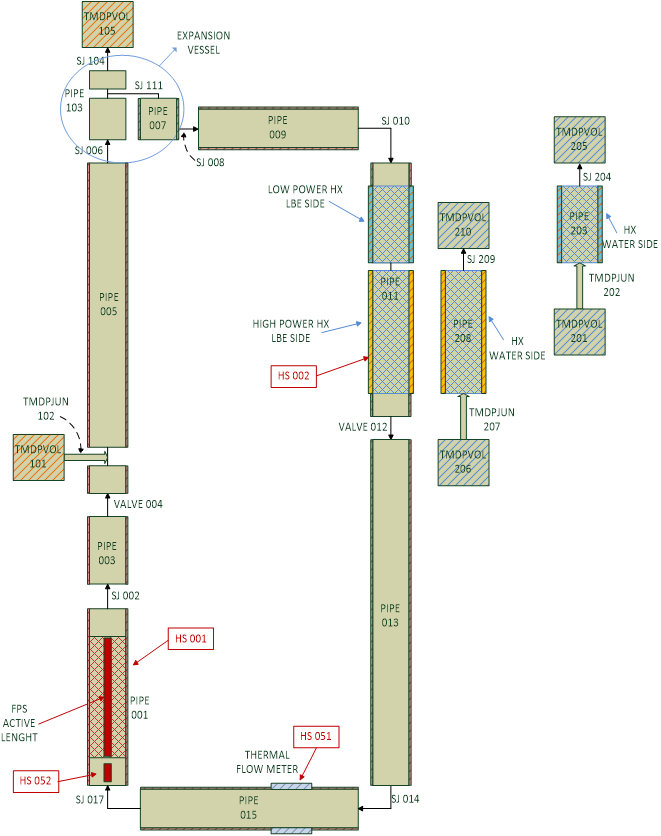 TMDPVOL
105
EXPANSION
VESSEL
SJ 104
PIPE
103
SJ 111
PIPE
007
SJ 006
SJ 008
PIPE
009
SJ 010
LOW POWER HX
LBE SIDE
PIPE
011
HIGH POWER HX
LBE SIDE
HS 002
VALVE 012
TMDPVOL
210
SJ 209
PIPE
208
HX
WATER SIDE
TMDPJUN
207
TMDPVOL
206
TMDPVOL
205
SJ 204
PIPE
203
HX
WATER SIDE
TMDPJUN
202
TMDPVOL
201
PIPE
005
TMDPJUN
102
TMDPVOL
101
VALVE 004
PIPE
003
SJ 002
HS 001
PIPE
001
FPS
ACTIVE
LENGHT
HS 052
SJ 017
PIPE
013
THERMAL
FLOW METER
HS 051
PIPE
015
SJ 014